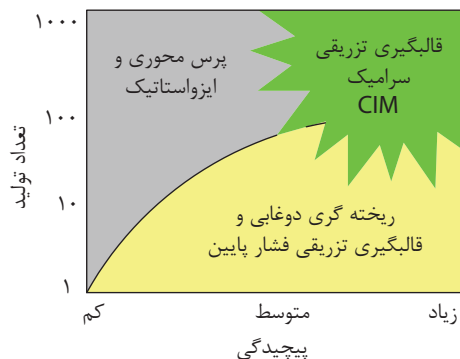 ۱۰۰۰
۱۰۰
۱۰
۱
تعداد تولید
پرس محوری و
ایزواستاتیک
قالبگیری تزریقی
سرامیک
CIM
ریخته گری دوغابی و
قالبگیری تزریقی فشار پایین
کم
متوسط
زیاد
پیچیدگی